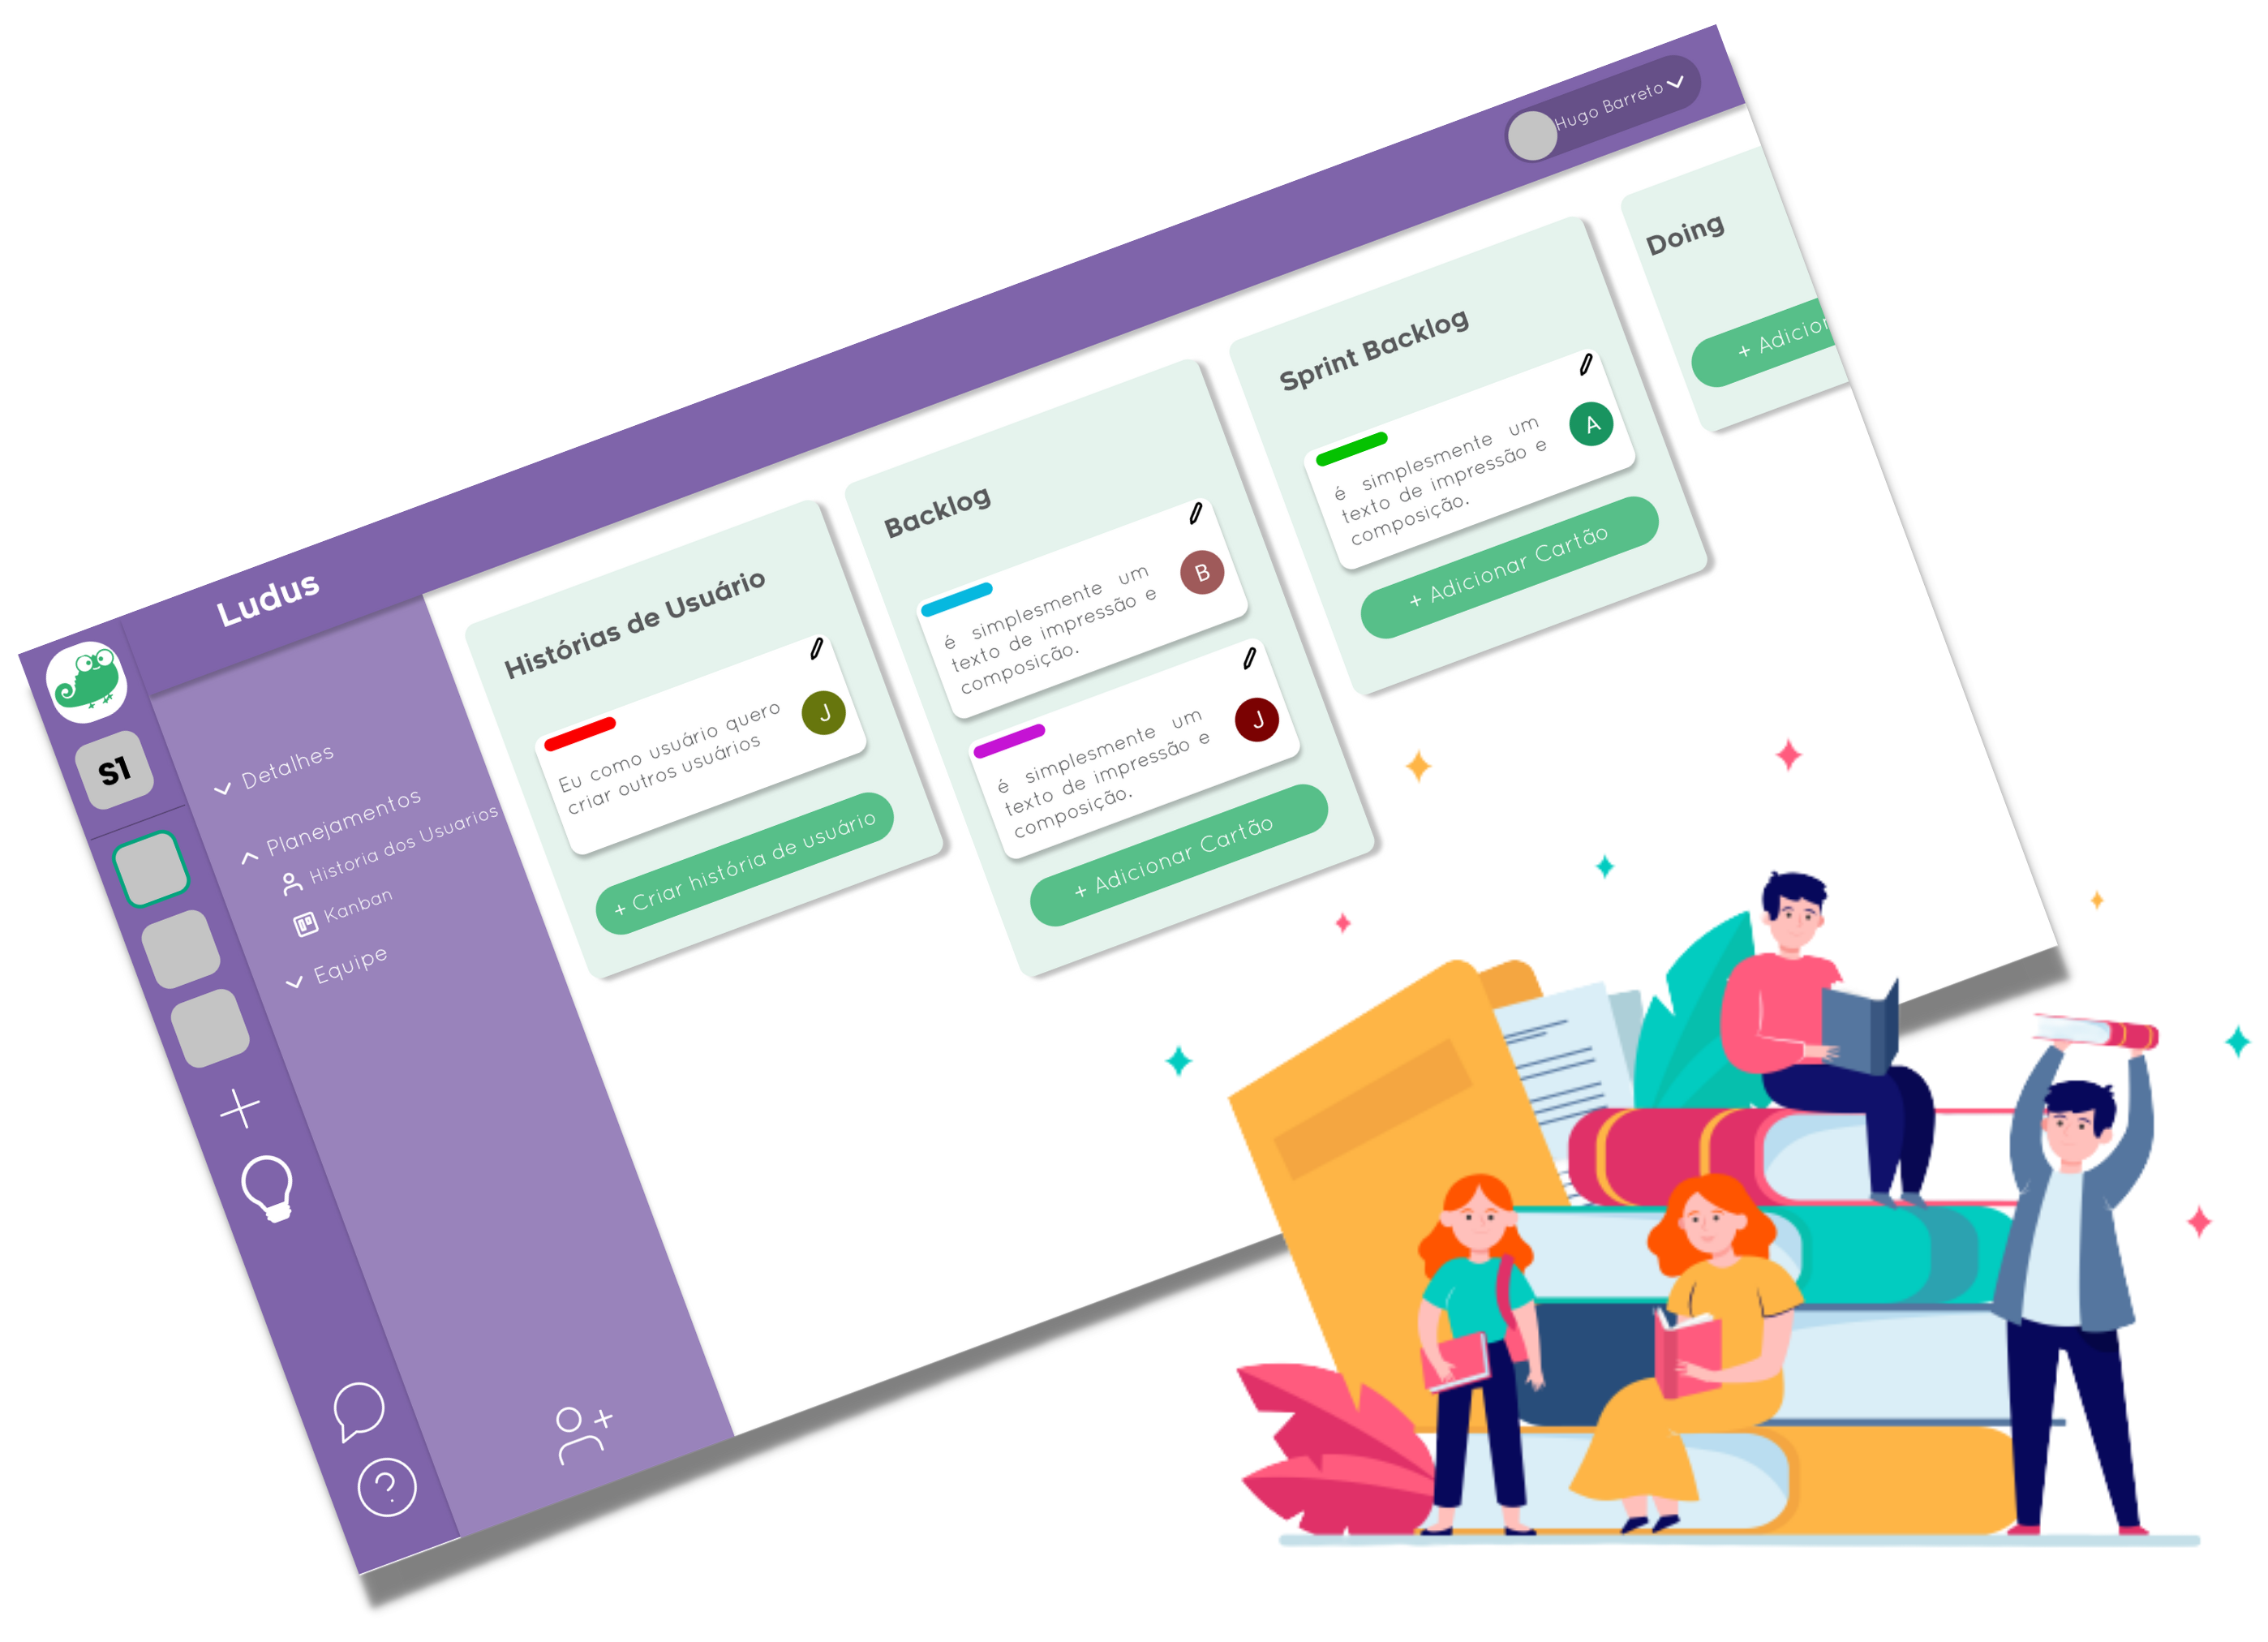 Hugo Barreto
Ludus
S1
Detalhes
Planejamentos
Historia dos Usuarios
Kanban
Equipe
Histórias de Usuário
Eu como usuário quero
criar outros usuários
J
+ Criar história de usuário
Backlog
é simplesmente um
texto de impressão e
composição.
B
é simplesmente um
texto de impressão e
composição.
J
+ Adicionar Cartão
Sprint Backlog
é simplesmente um
texto de impressão e
composição.
A
+ Adicionar Cartão
Doing
+ Adicion
?